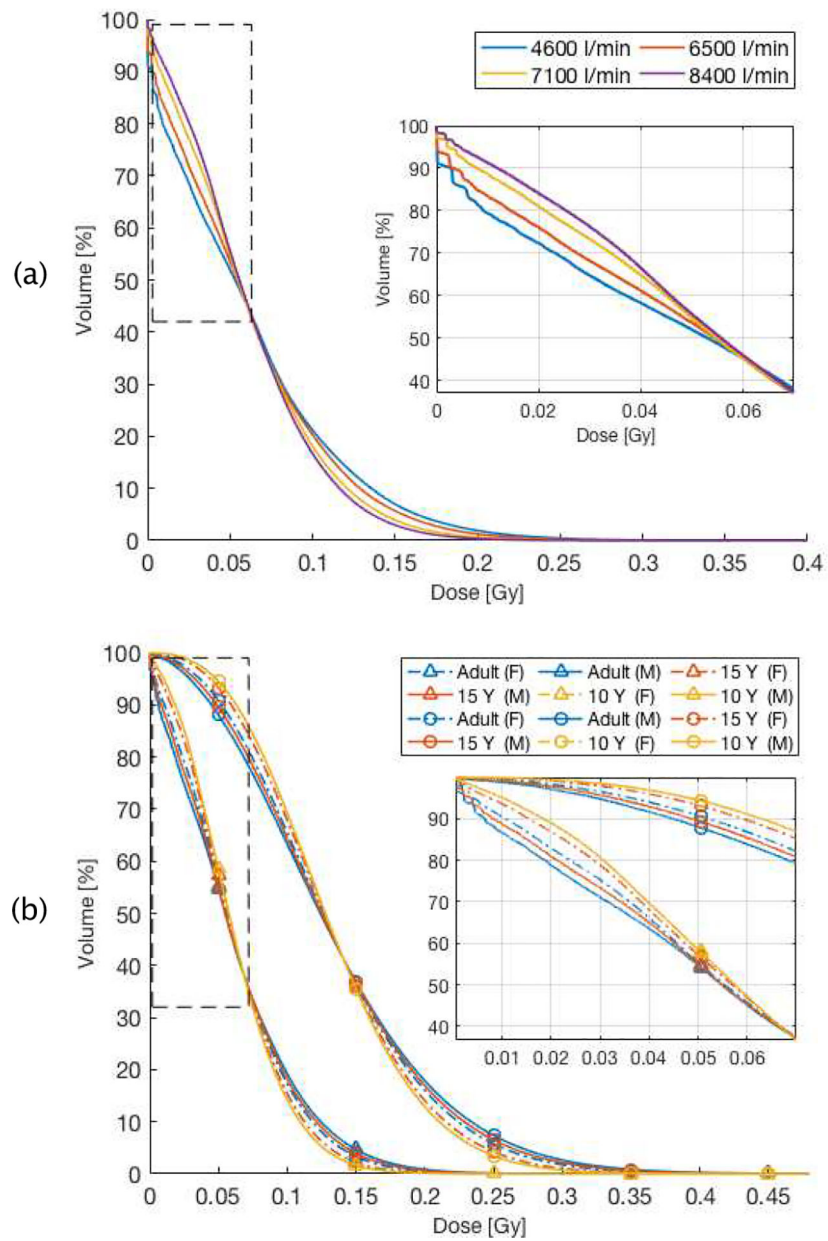 100
90
80
70
60
50
40
30
20
10
0
Volume [%]
(a)
4600 l/min 6500 l/min
7100 l/min 8400 l/min
100
90
80
70
60
50
40
Volume [%]
0 0.02 0.04 0.06
Dose [Gy]
0 0.05 0.1 0.15 0.2 0.25 0.3 0.35 0.4
Dose [Gy]
100
90
80
70
60
50
40
30
20
10
0
Volume [%]
(b)
Adult (F) Adult (M) 15 Y (F)
15 Y (M) 10 Y (F) 10 Y (M)
Adult (F) Adult (M) 15 Y (F)
15 Y (M) 10 Y (F) 10 Y (M)
90
80
70
60
50
40
0.01 0.02 0.03 0.04 0.05 0.06
0 0.05 0.1 0.15 0.2 0.25 0.3 0.35 0.4 0.45
Dose [Gy]